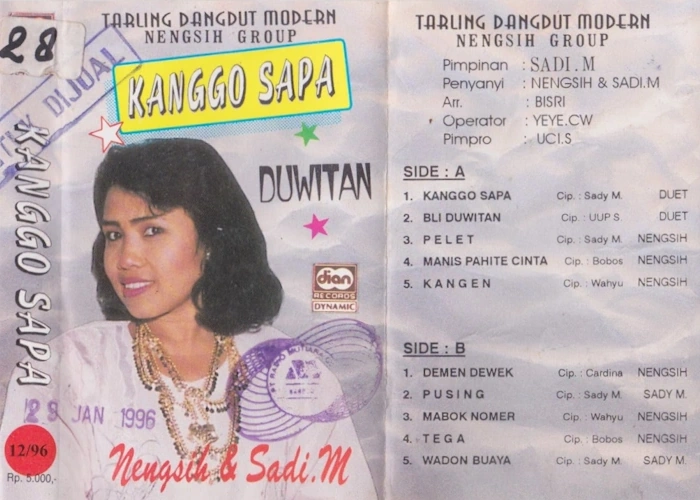 28
TIDAK DIJUAL
KANGGO SAPA
29 JAN 1996
12/96
Rp. 5.000,-
TARLING DANGDUT MODERN
NENGSIH GROUP
KANGGO SAPA
DUWITAN
dian
RECORDS
DYNAMIC
Nengsih & Sadi.M
TARLING DANGDUT MODERN
NENGSIH GROUP
Pimpinan : SADI.M
Penyanyi : NENGSIH & SADI.M
Arr. : BISRI
Operator : YEYE.CW
Pimpro : UCI.S
SIDE : A
1. KANGGO SAPA Cip. : Sady M. DUET
2. BLI DUWITAN Cip. : UUP S. DUET
3. PELET Cip. : Sady M. NENGSIH
4. MANIS PAHITE CINTA Cip. : Bobos NENGSIH
5. KANGEN Cip. : Wahyu NENGSIH
SIDE : B
1. DEMEN DEWEK Cip. : Cardina NENGSIH
2. PUSING Cip. : Sady M. SADY M.
3. MABOK NOMER Cip. : Wahyu NENGSIH
4. TEGA Cip. : Bobos NENGSIH
5. WADON BUAYA Cip. : Sady M. SADY M.